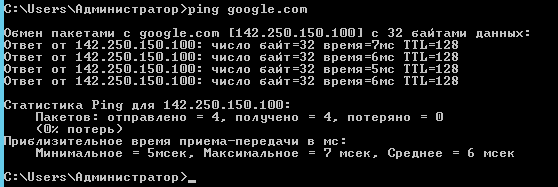 C:\Users\Администратор>ping google.com
Обмен пакетами с google.com [142.250.150.100] с 32 байтами данных:
Ответ от 142.250.150.100: число байт=32 время=7мс TTL=128
Ответ от 142.250.150.100: число байт=32 время=6мс TTL=128
Ответ от 142.250.150.100: число байт=32 время=5мс TTL=128
Ответ от 142.250.150.100: число байт=32 время=6мс TTL=128
Статистика Ping для 142.250.150.100:
Пакетов: отправлено = 4, получено = 4, потеряно = 0
(0% потерь)
Приблизительное время приема-передачи в мс:
Минимальное = 5мсек, Максимальное = 7 мсек, Среднее = 6 мсек
C:\Users\Администратор>_